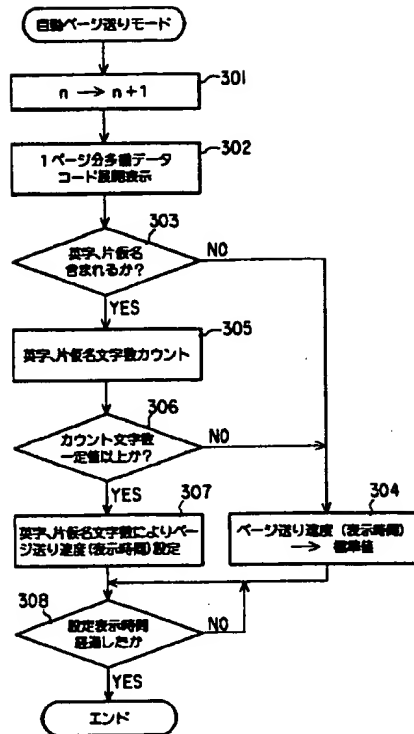 自動ページ送りモード
n → n+1
301
1ページ分多重データ
コード展開表示
302
303
英字、片仮名
含まれるか?
NO
YES
305
英字、片仮名文字数カウント
306
カウント文字数
一定値以上か?
NO
YES
307
304
英字、片仮名文字数によりペー
ジ送り速度(表示時間)設定
ページ送り速度(表示時間)
→ 標準値
308
設定表示時間
経過したか
NO
YES
エンド